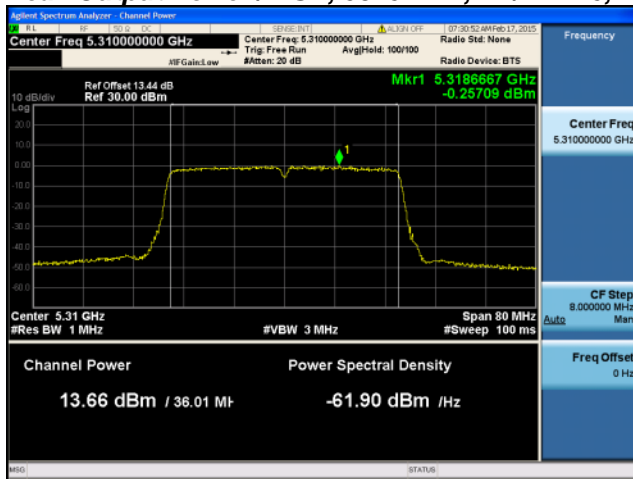 Agilent Spectrum Analyzer - Channel Power
RL RF 50 Ω DC SENSE:INT ALIGN OFF 07:30:52 AM Feb 17, 2015
Center Freq 5.310000000 GHz Center Freq: 5.310000000 GHz Radio Std: None
Trig: Free Run Avg|Hold: 100/100
#IFGain:Low #Atten: 20 dB Radio Device: BTS
Mkr1 5.3186667 GHz
-0.25709 dBm
Ref Offset 13.44 dB
10 dB/div Ref 30.00 dBm
Log
20.0
10.0
0.00
-10.0
-20.0
-30.0
-40.0
-50.0
-60.0
1
Center 5.31 GHz Span 80 MHz
#Res BW 1 MHz #VBW 3 MHz #Sweep 100 ms
Channel Power Power Spectral Density
13.66 dBm / 36.01 MH -61.90 dBm /Hz
MSG STATUS
Frequency
Center Freq
5.310000000 GHz
CF Step
8.000000 MHz
Auto Man
Freq Offset
0 Hz